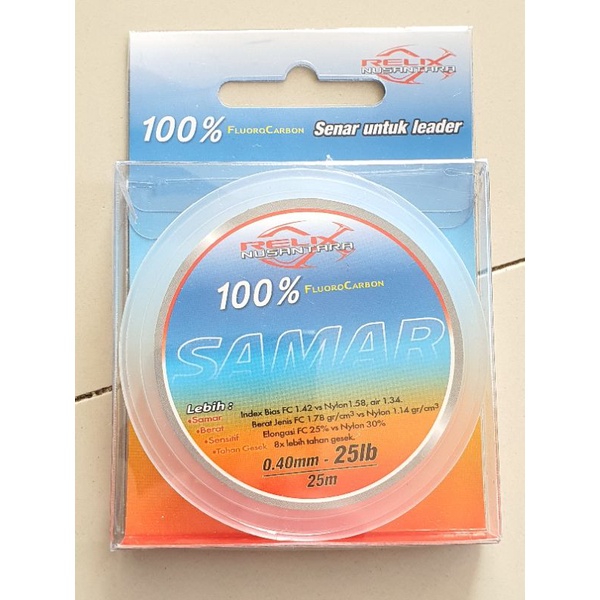 RELIX
NUSANTARA
100% FLUOROCARBON Senar untuk leader
RELIX
NUSANTARA
100% FLUOROCARBON
SAMAR
Lebih :
•Samar
•Berat
•Sensitif
•Tahan Gesek
Index Bias FC 1.42 vs Nylon1.58, air 1.34.
Berat Jenis FC 1.78 gr/cm³ vs Nylon 1.14 gr/cm³
Elongasi FC 25% vs Nylon 30%
8x lebih tahan gesek.
0.40mm - 25lb
25m